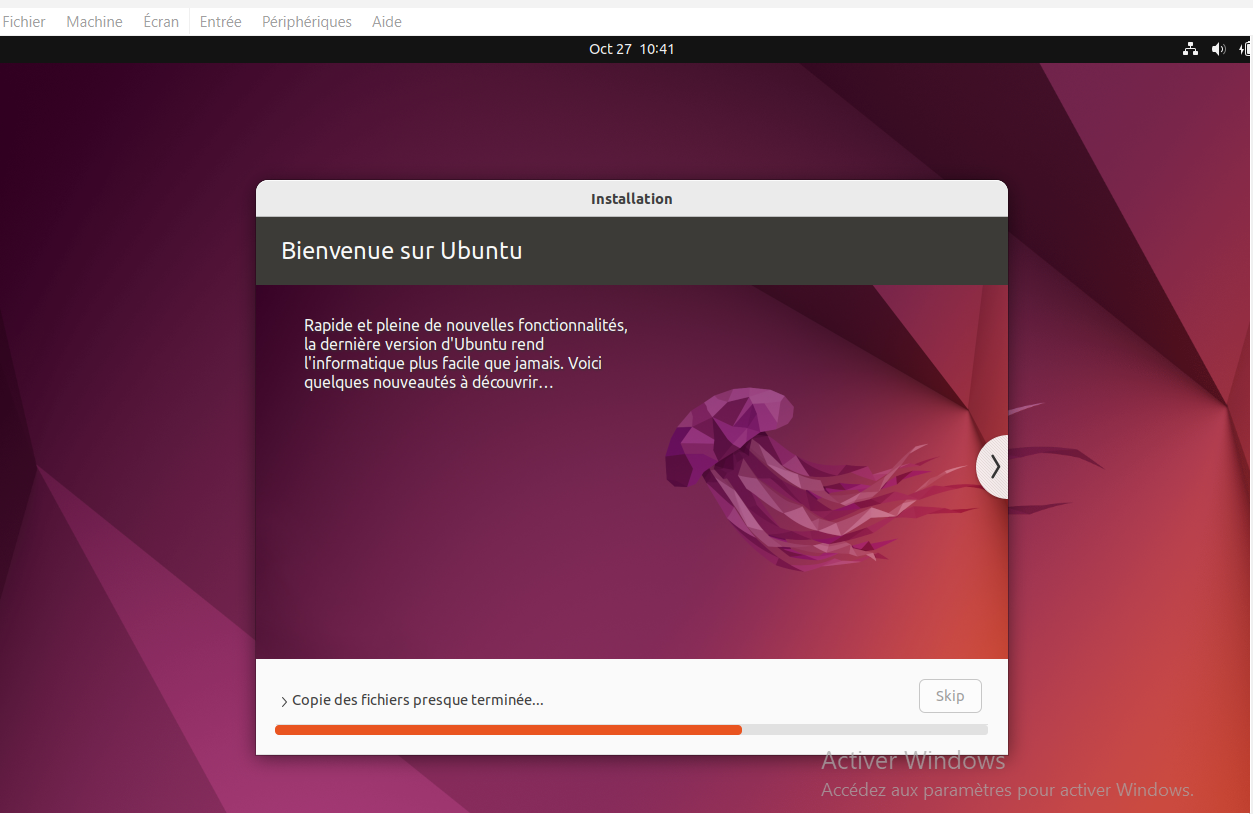 Fichier Machine Écran Entrée Périphériques Aide
Oct 27 10:41
Installation
Bienvenue sur Ubuntu
Rapide et pleine de nouvelles fonctionnalités,
la dernière version d'Ubuntu rend
l'informatique plus facile que jamais. Voici
quelques nouveautés à découvrir…
Copie des fichiers presque terminée...
Skip
Activer Windows
Accédez aux paramètres pour activer Windows.